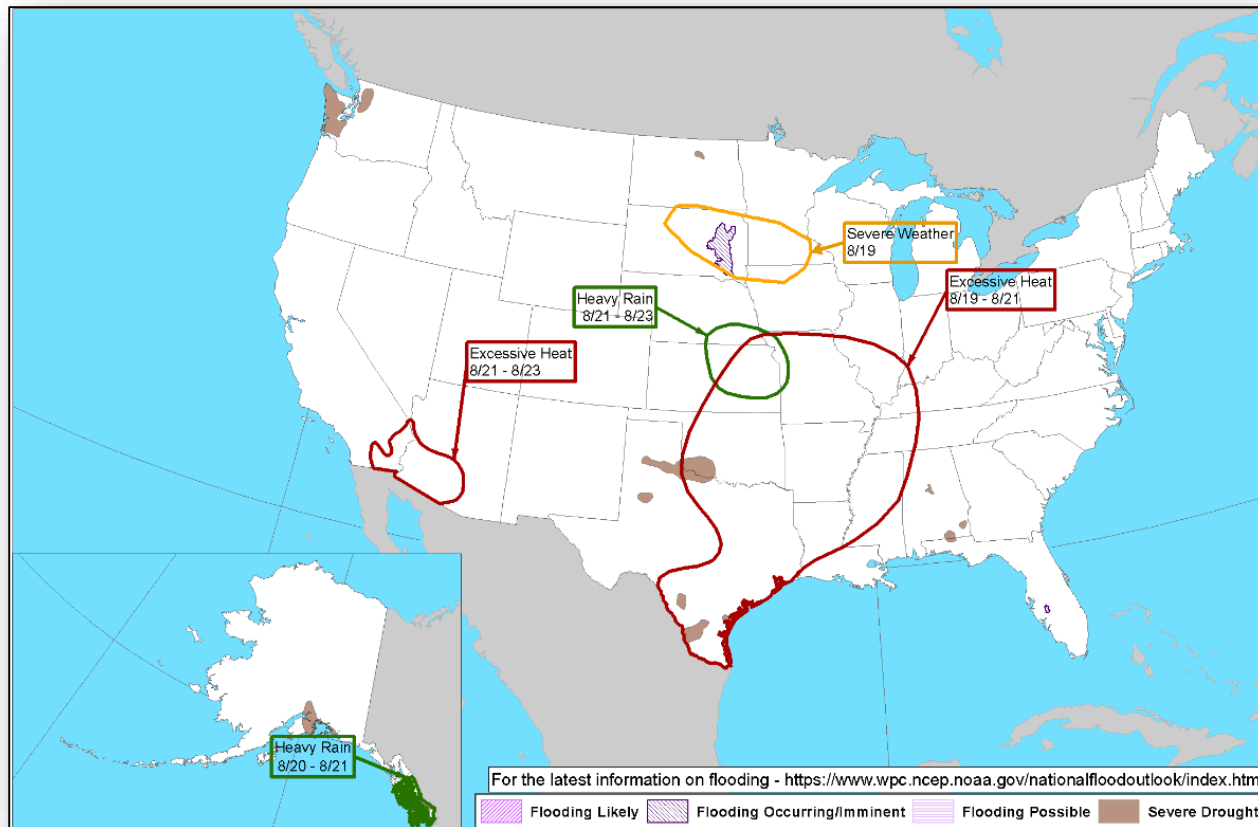 Severe Weather
8/19
Excessive Heat
8/19 - 8/21
Heavy Rain
8/21 - 8/23
Excessive Heat
8/21 - 8/23
Heavy Rain
8/20 - 8/21
For the latest information on flooding - https://www.wpc.ncep.noaa.gov/nationalfloodoutlook/index.htm
Flooding Likely Flooding Occurring/Imminent Flooding Possible Severe Drought